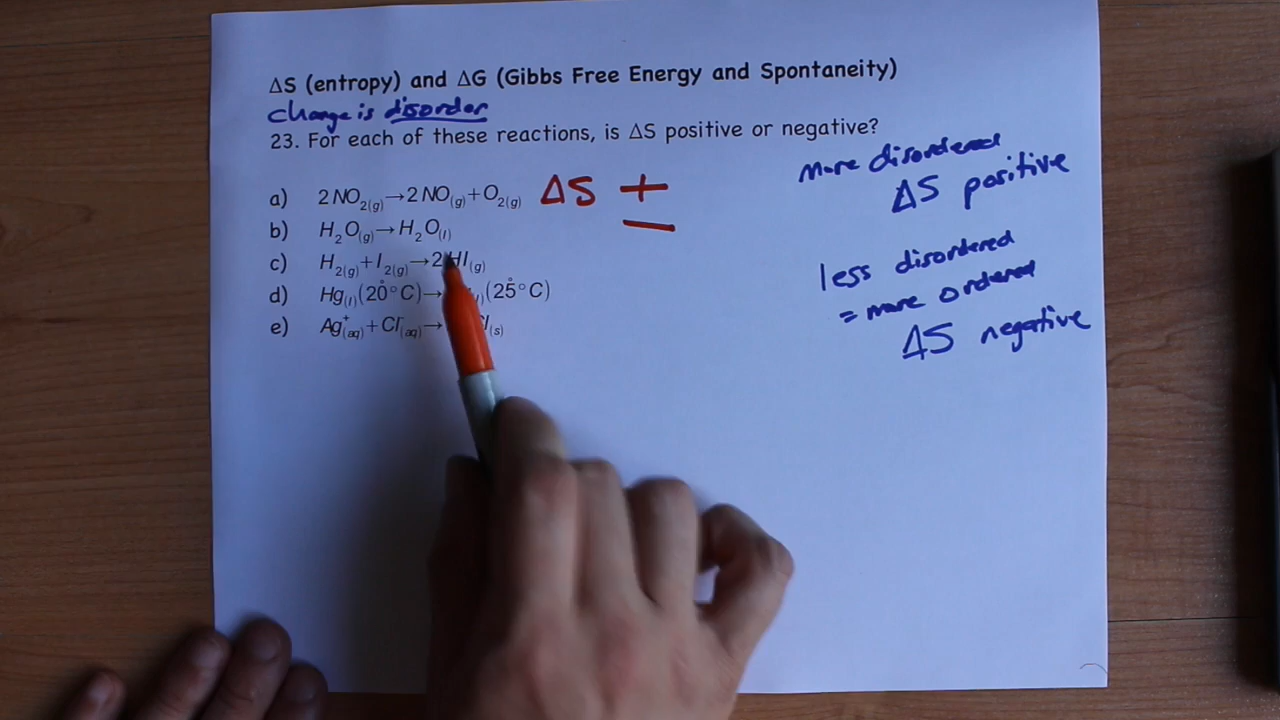 ΔS (entropy) and ΔG (Gibbs Free Energy and Spontaneity)
change is disorder
23. For each of these reactions, is ΔS positive or negative?
a) 2NO₂(g)→2NO(g)+O₂(g) ΔS +
b) H₂O(g)→H₂O(l) −
c) H₂(g)+I₂(g)→2HI(g)
d) Hg(l)(20°C)→ (l)(25°C)
e) Ag⁺(aq)+Cl⁻(aq)→ l(s)
more disordered
ΔS positive
less disordered
= more ordered
ΔS negative